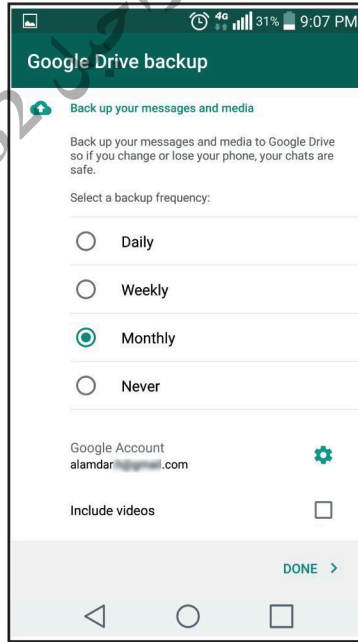 4G 31% 9:07 PM
Google Drive backup
Back up your messages and media
Back up your messages and media to Google Drive
so if you change or lose your phone, your chats are
safe.
Select a backup frequency:
Daily
Weekly
Monthly
Never
Google Account
alamdar .com
Include videos
DONE >